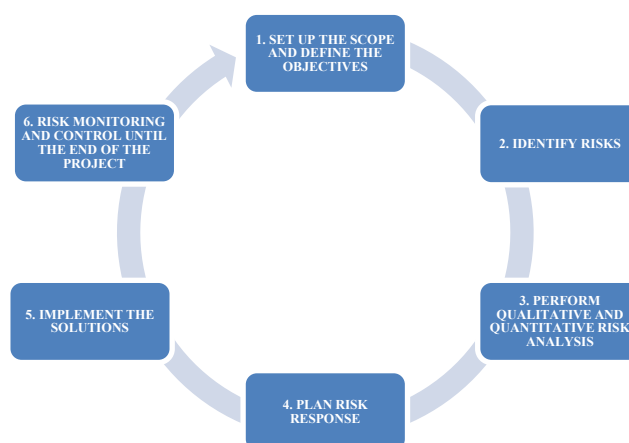 1. SET UP THE SCOPE
AND DEFINE THE
OBJECTIVES
2. IDENTIFY RISKS
3. PERFORM
QUALITATIVE AND
QUANTITATIVE RISK
ANALYSIS
4. PLAN RISK
RESPONSE
5. IMPLEMENT THE
SOLUTIONS
6. RISK MONITORING
AND CONTROL UNTIL
THE END OF THE
PROJECT